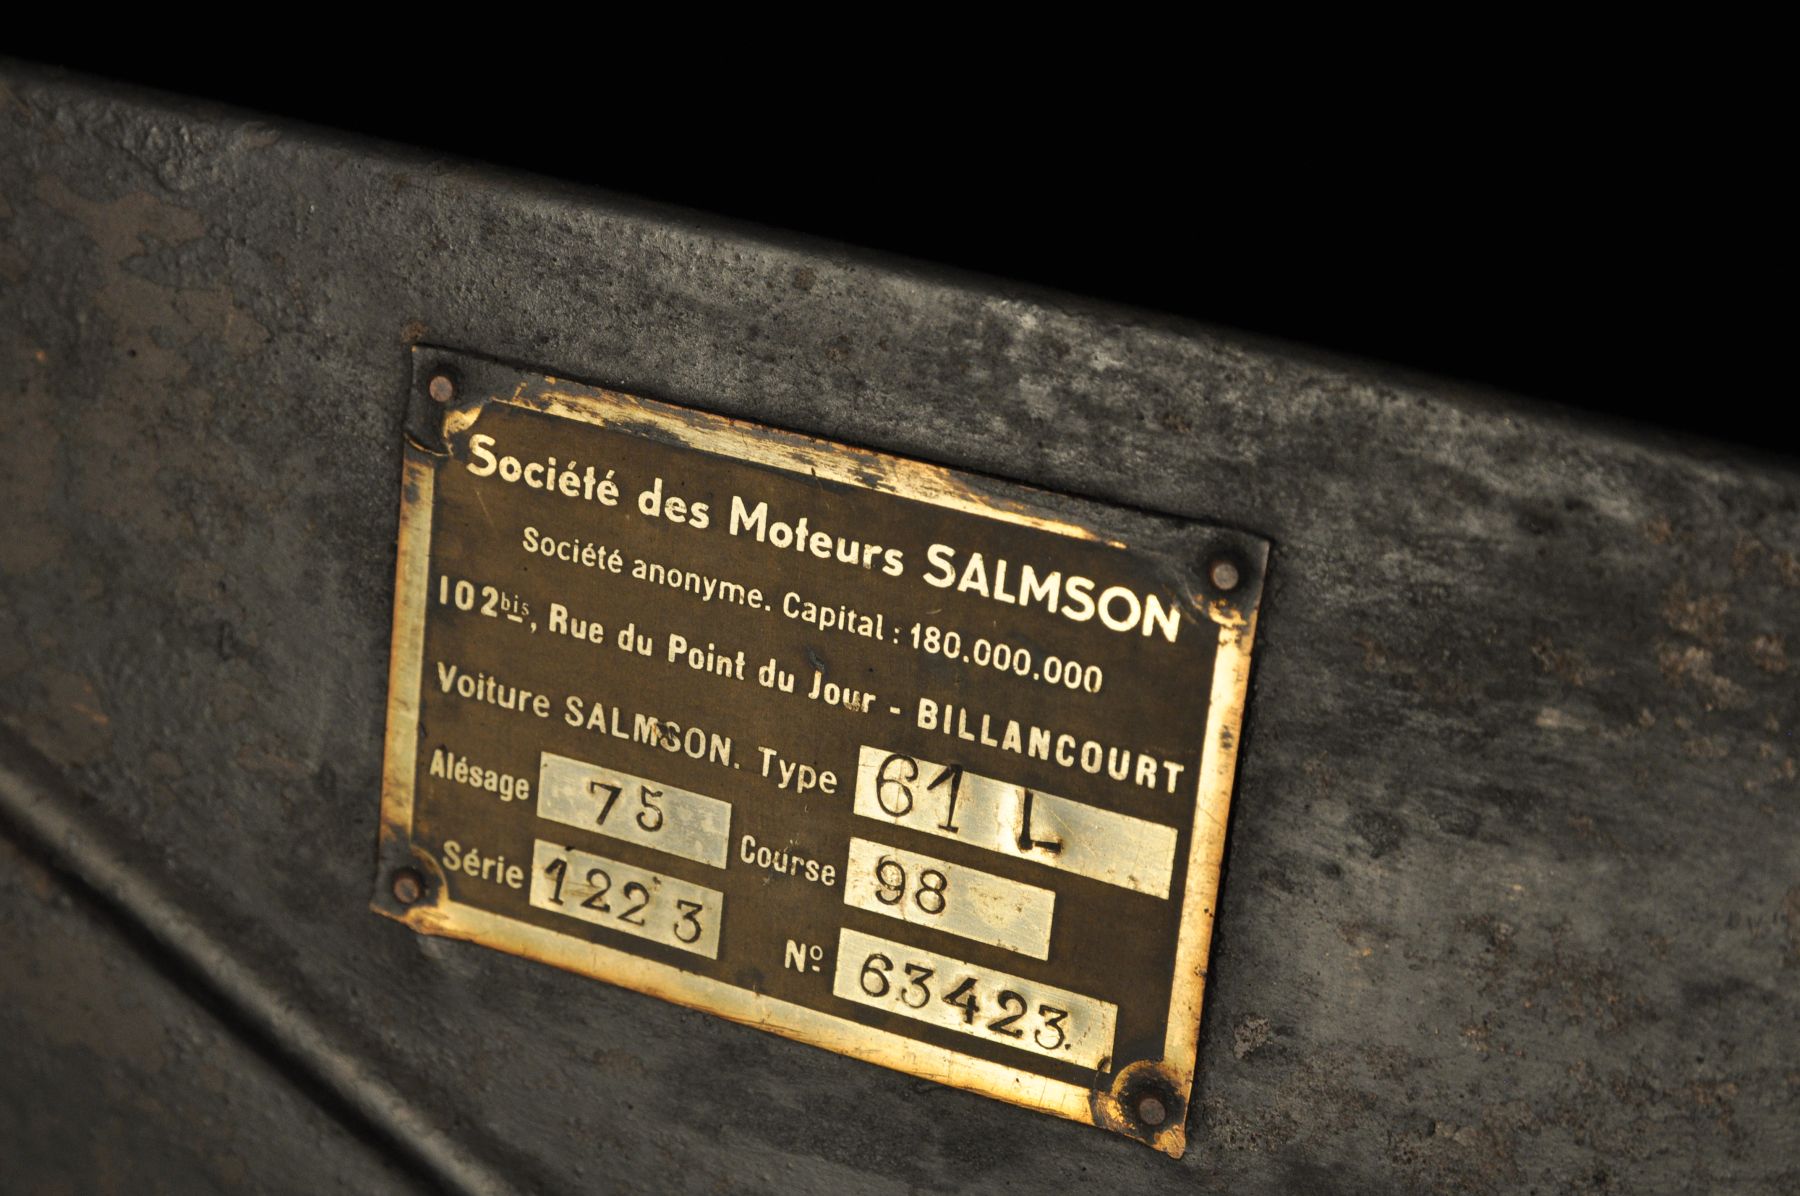 Société des Moteurs SALMSON
Société anonyme. Capital : 180.000.000
102bis, Rue du Point du Jour - BILLANCOURT
Voiture SALMSON. Type 61 L
Alésage 75 Course 98
Série 1223 Nº 63423.